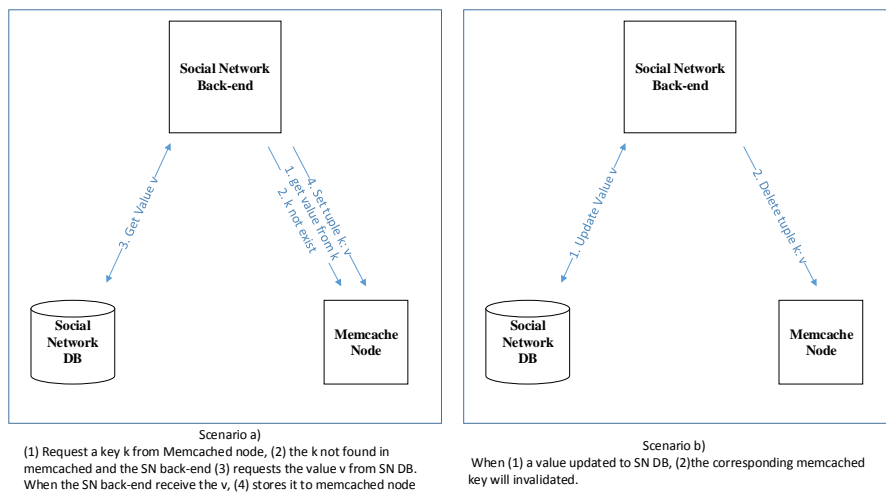 Social Network
Back-end
3. Get Value v
1. get value from k
2. k not exist
4. Set tuple k: v
Social
Network
DB
Memcache
Node
Scenario a)
(1) Request a key k from Memcached node, (2) the k not found in
memcached and the SN back-end (3) requests the value v from SN DB.
When the SN back-end receive the v, (4) stores it to memcached node
Social Network
Back-end
1. Update Value v
2. Delete tuple k: v
Social
Network
DB
Memcache
Node
Scenario b)
When (1) a value updated to SN DB, (2)the corresponding memcached
key will invalidated.